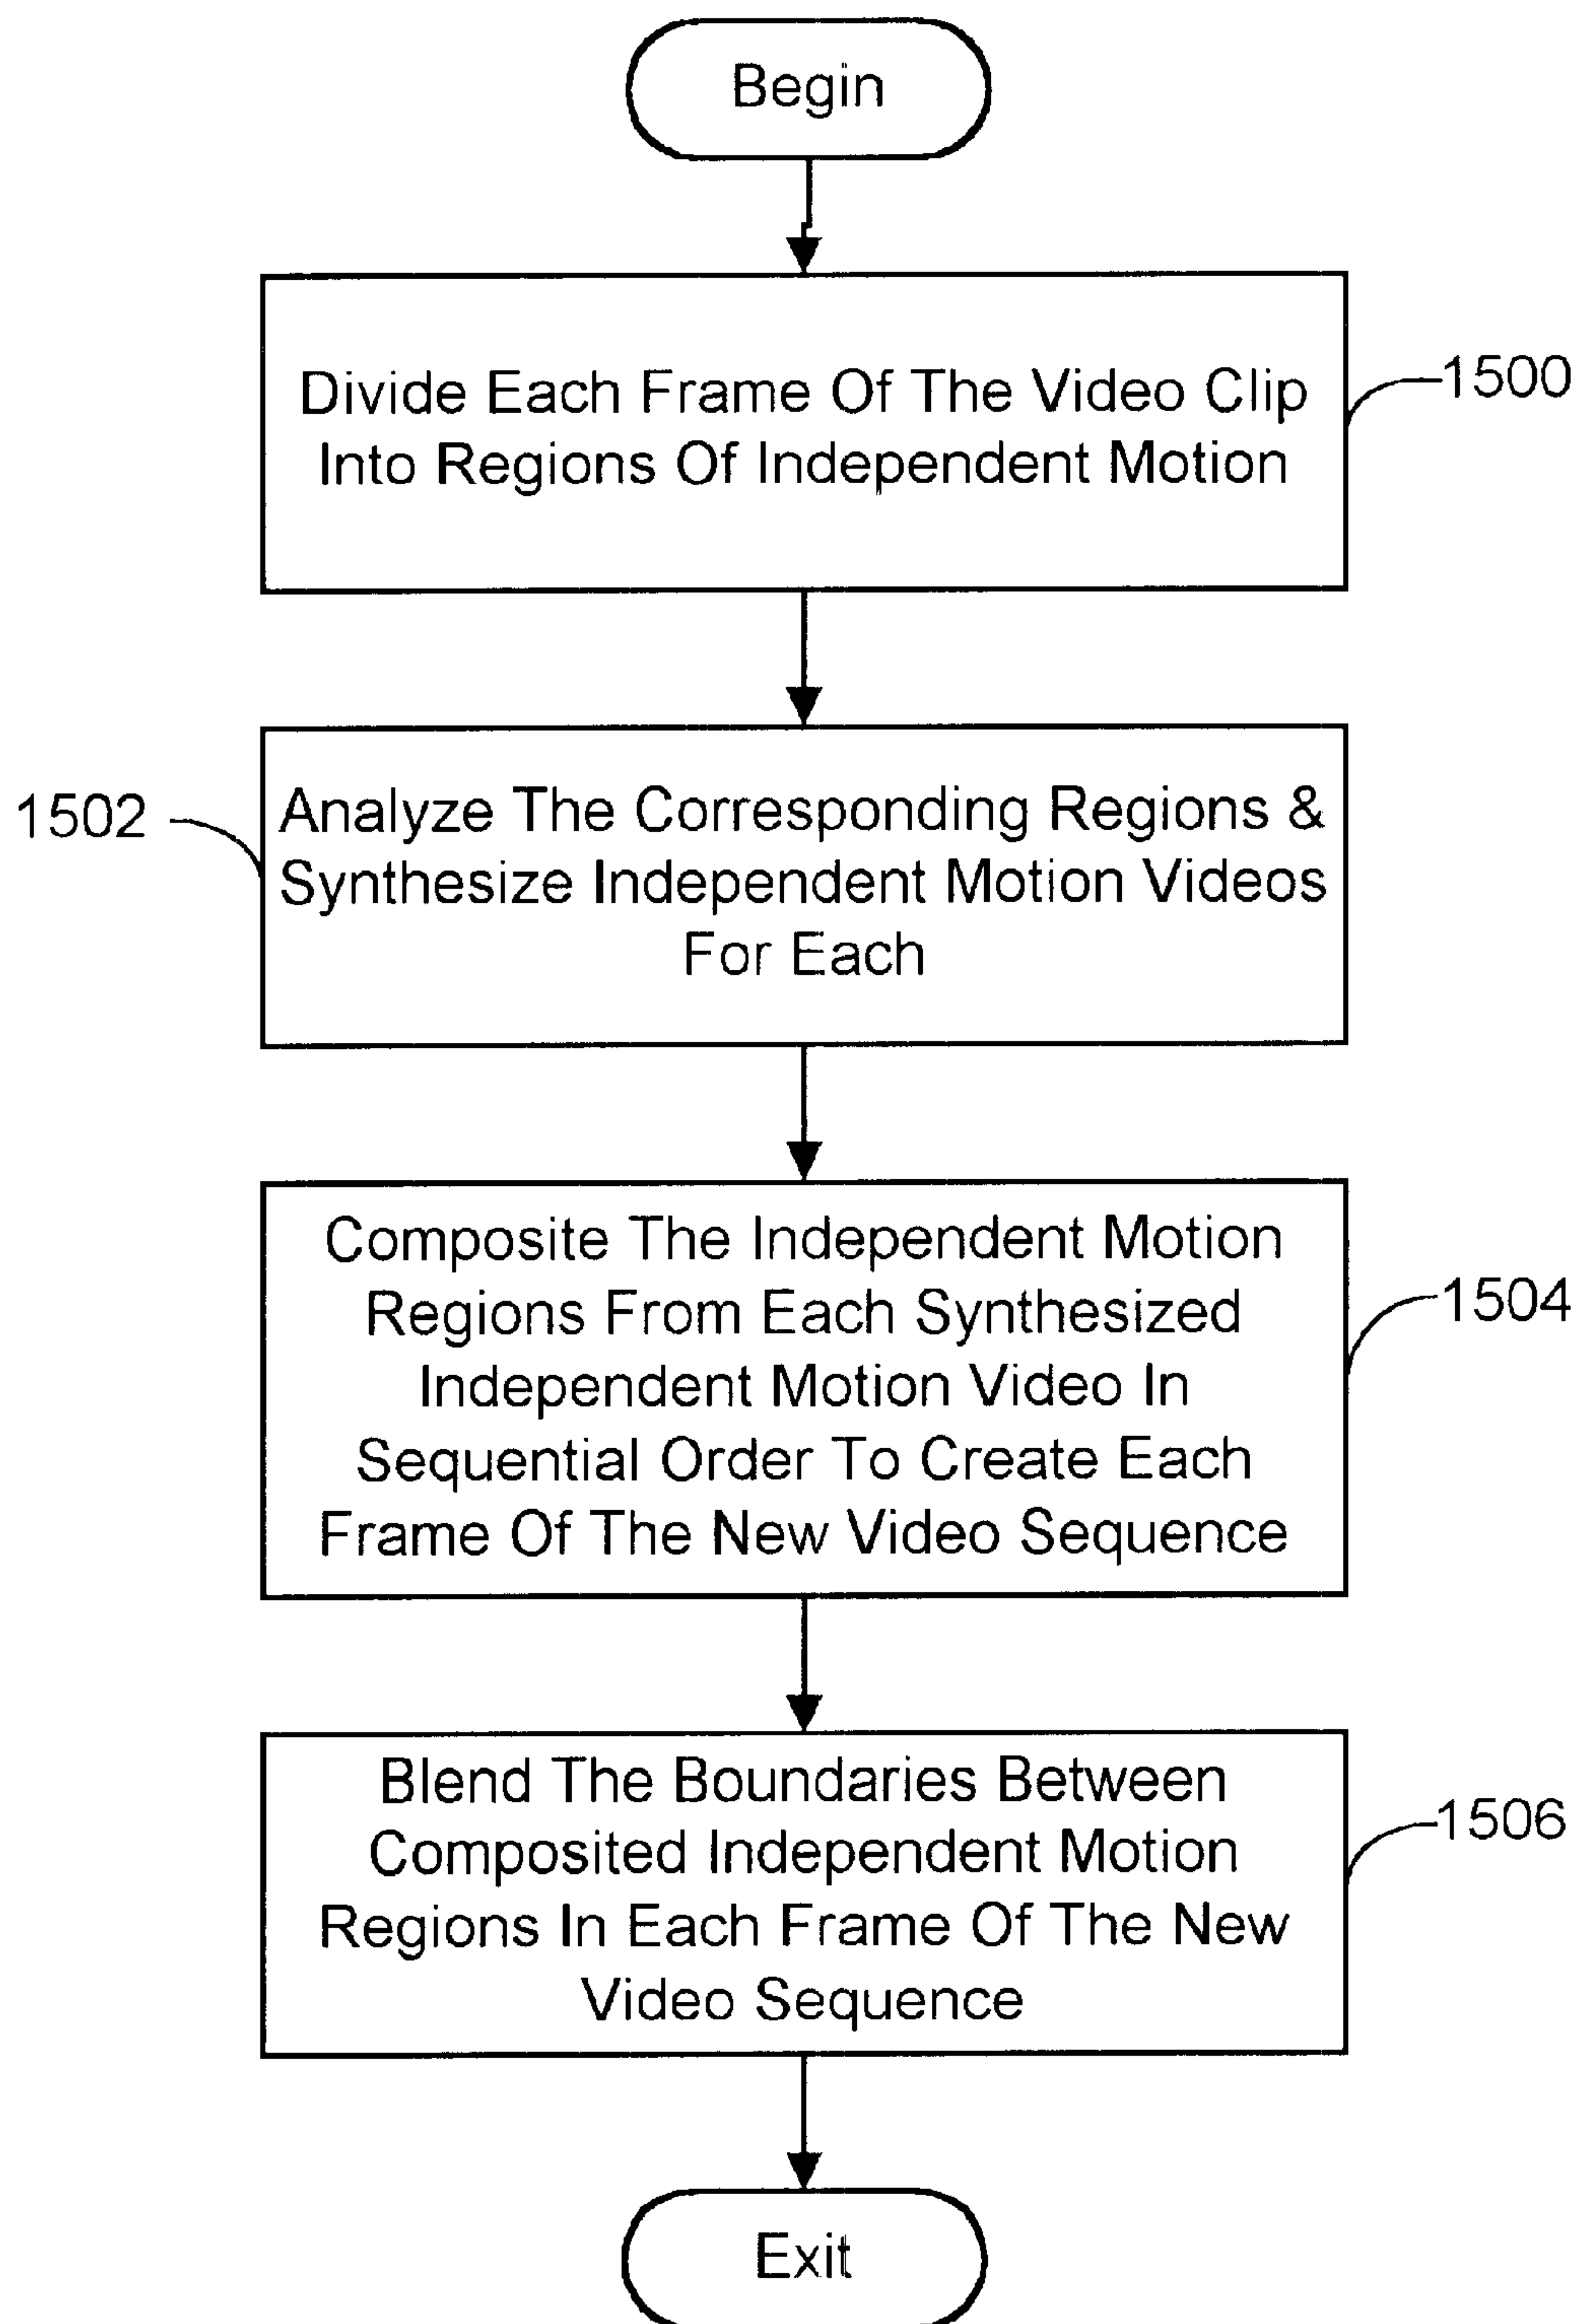 Begin
Divide Each Frame Of The Video Clip
Into Regions Of Independent Motion
1500
1502
Analyze The Corresponding Regions &
Synthesize Independent Motion Videos
For Each
Composite The Independent Motion
Regions From Each Synthesized
Independent Motion Video In
Sequential Order To Create Each
Frame Of The New Video Sequence
1504
Blend The Boundaries Between
Composited Independent Motion
Regions In Each Frame Of The New
Video Sequence
1506
Exit